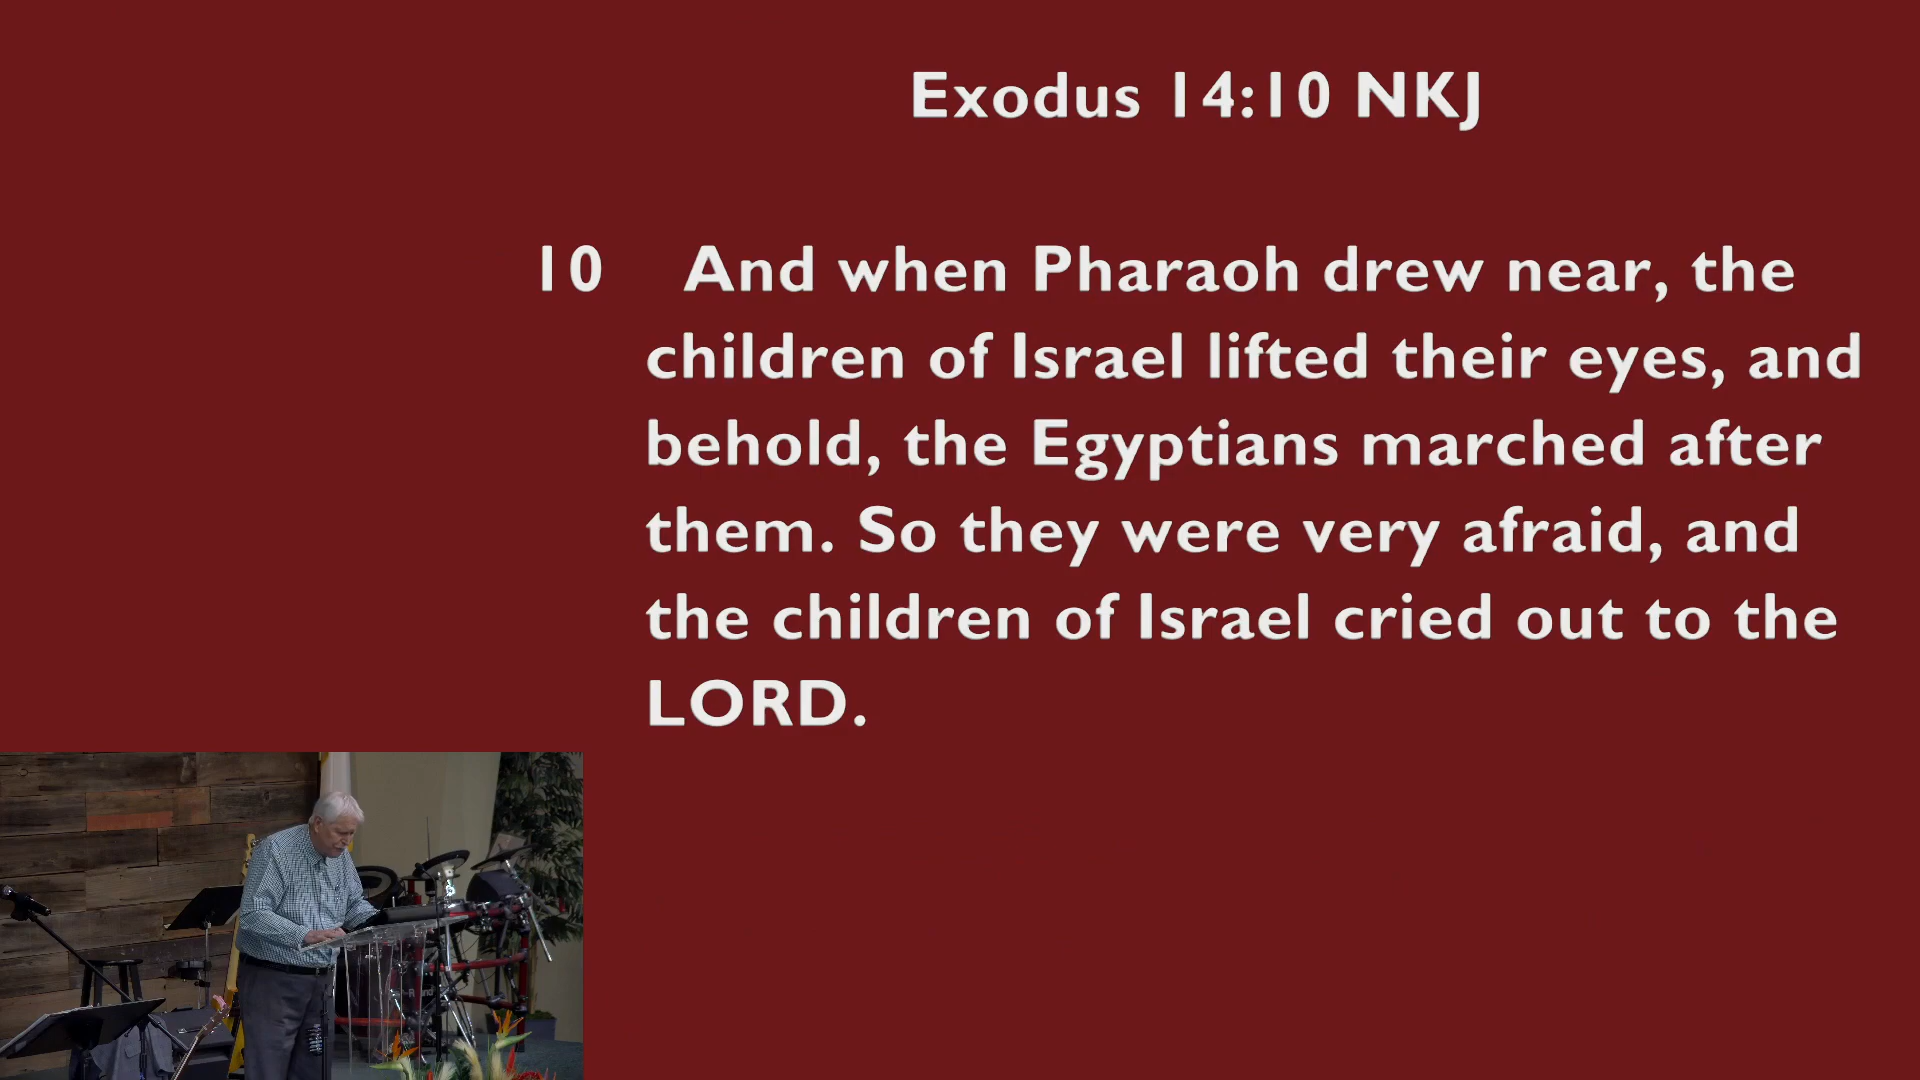 Exodus 14:10 NKJ
10 And when Pharaoh drew near, the
children of Israel lifted their eyes, and
behold, the Egyptians marched after
them. So they were very afraid, and
the children of Israel cried out to the
LORD.